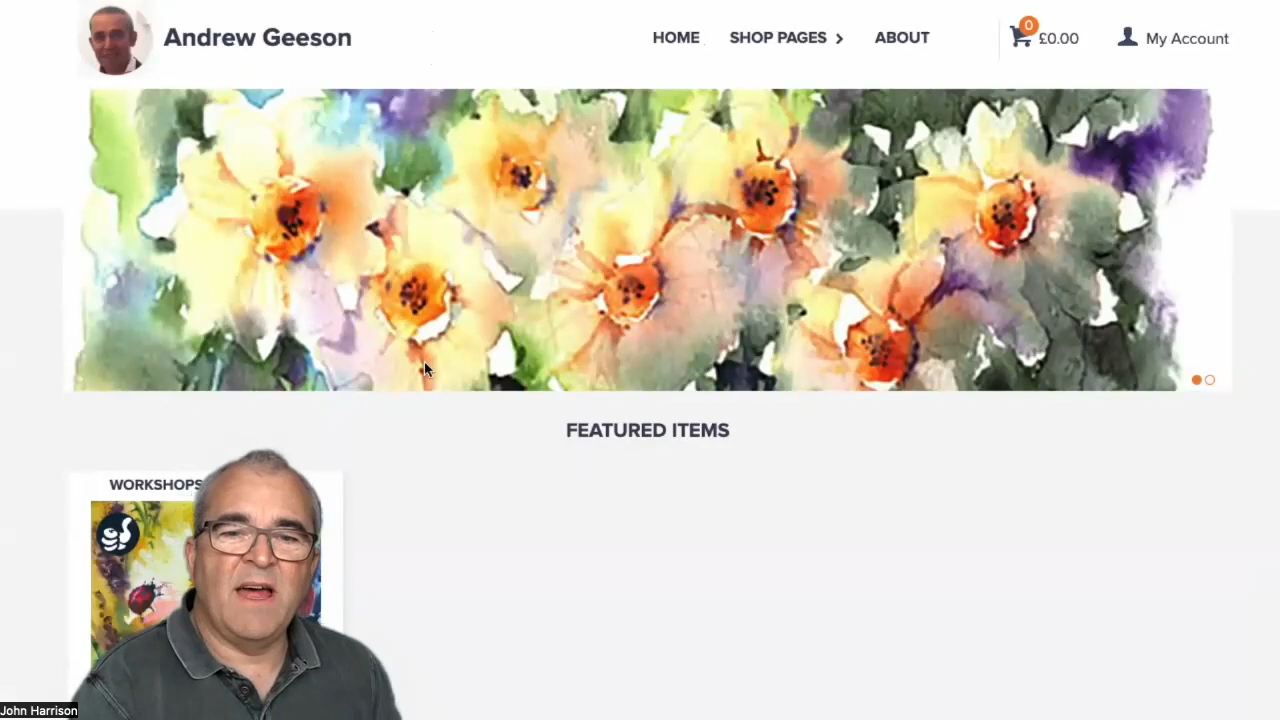 Andrew Geeson
HOME
SHOP PAGES
ABOUT
0
£0.00
My Account
FEATURED ITEMS
WORKSHOPS
John Harrison